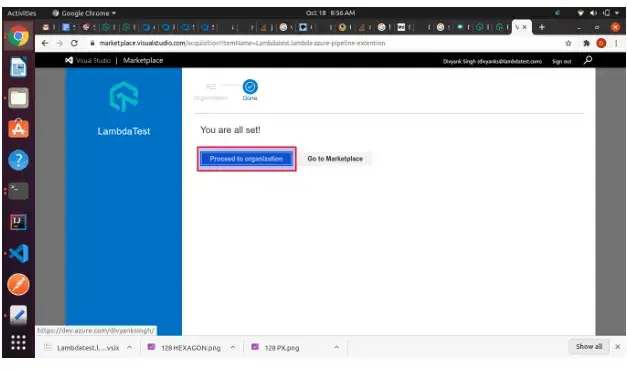 Activities
Google Chrome
Oct 18 8:56 AM
marketplace.visualstudio.com/acquisition?itemName=Lambdatest.lambda-azure-pipeline-extention
Visual Studio | Marketplace
Divyank Singh (divyanks@lambdatest.com)
Sign out
Organization
Done
LambdaTest
You are all set!
Proceed to organization
Go to Marketplace
https://dev.azure.com/divyanksingh/
Lambdatest.l....vsix
128 HEXAGON.png
128 PX.png
Show all